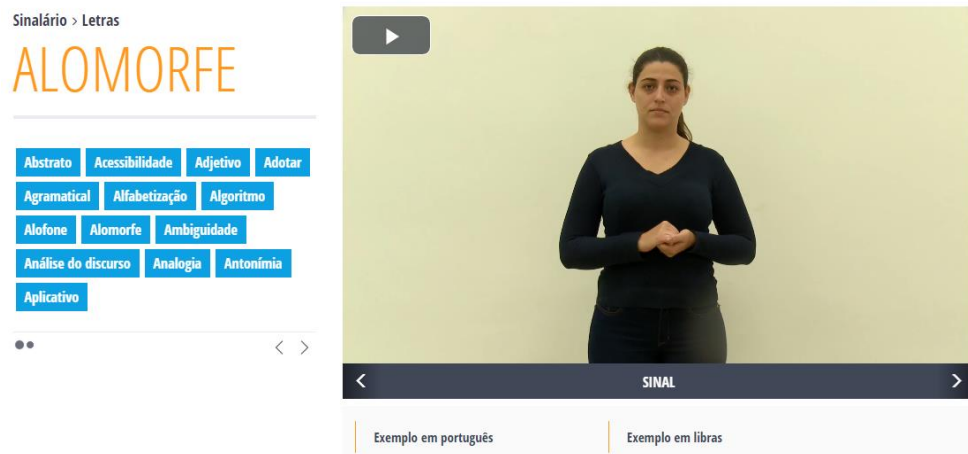 Sinalário > Letras
ALOMORFE
Abstrato Acessibilidade Adjetivo Adotar
Agramatical Alfabetização Algoritmo
Alofone Alomorfe Ambiguidade
Análise do discurso Analogia Antonímia
Aplicativo
SINAL
Exemplo em português Exemplo em libras